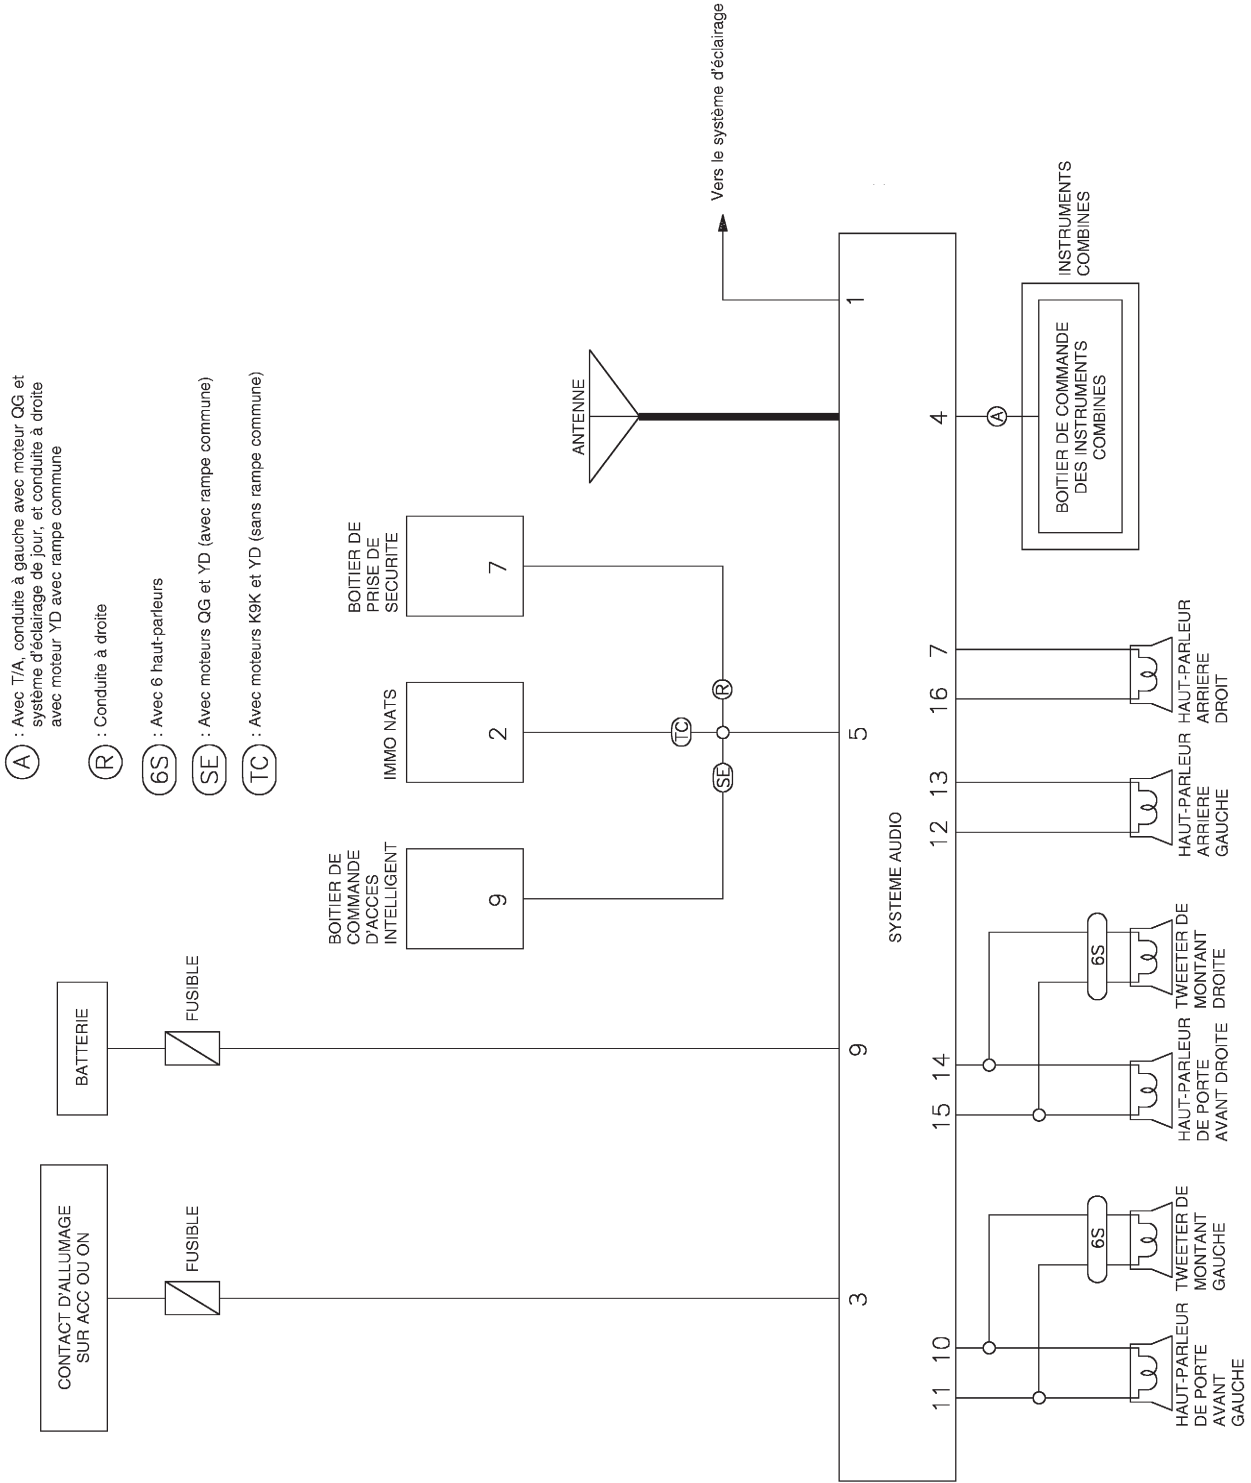 Ⓐ : Avec T/A, conduite à gauche avec moteur QG et
système d'éclairage de jour, et conduite à droite
avec moteur YD avec rampe commune
Ⓡ : Conduite à droite
6S : Avec 6 haut-parleurs
SE : Avec moteurs QG et YD (avec rampe commune)
TC : Avec moteurs K9K et YD (sans rampe commune)
CONTACT D'ALLUMAGE
SUR ACC OU ON
BATTERIE
FUSIBLE
FUSIBLE
BOITIER DE
COMMANDE
D'ACCES
INTELLIGENT
9
IMMO NATS
2
BOITIER DE
PRISE DE
SECURITE
7
SE
TC
R
ANTENNE
Vers le système d'éclairage
3
9
5
1
SYSTEME AUDIO
11
10
15
14
12
13
16
7
4
A
6S
6S
HAUT-PARLEUR
DE PORTE
AVANT
GAUCHE
TWEETER DE
MONTANT
GAUCHE
HAUT-PARLEUR
DE PORTE
AVANT DROITE
TWEETER DE
MONTANT
DROITE
HAUT-PARLEUR
ARRIERE
GAUCHE
HAUT-PARLEUR
ARRIERE
DROIT
BOITIER DE COMMANDE
DES INSTRUMENTS
COMBINES
INSTRUMENTS
COMBINES